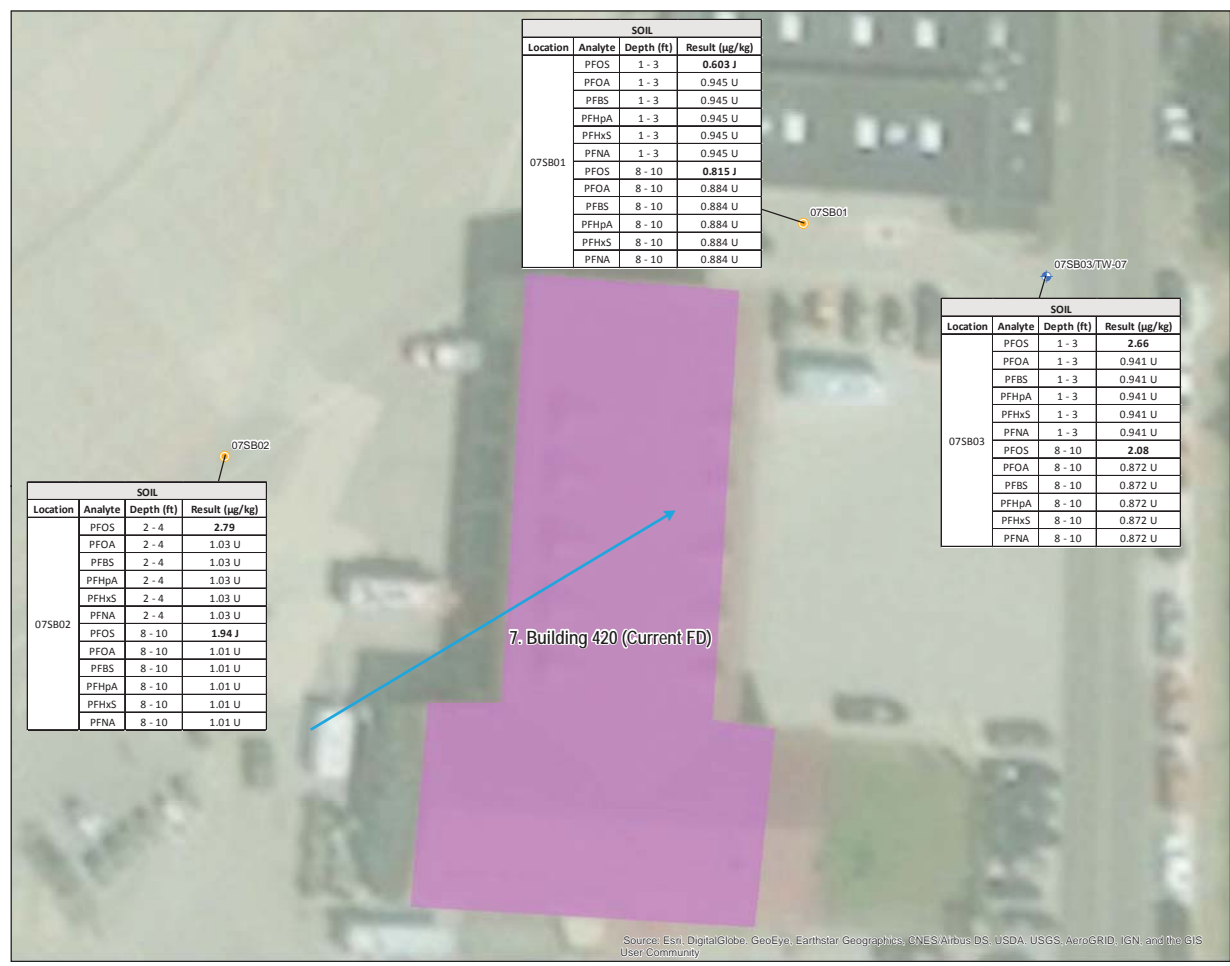 SOIL
Location Analyte Depth (ft) Result (µg/kg)
07SB01
PFOS 1 - 3 0.603 J
PFOA 1 - 3 0.945 U
PFBS 1 - 3 0.945 U
PFHpA 1 - 3 0.945 U
PFHxS 1 - 3 0.945 U
PFNA 1 - 3 0.945 U
PFOS 8 - 10 0.815 J
PFOA 8 - 10 0.884 U
PFBS 8 - 10 0.884 U
PFHpA 8 - 10 0.884 U
PFHxS 8 - 10 0.884 U
PFNA 8 - 10 0.884 U
07SB01
07SB03/TW-07
SOIL
Location Analyte Depth (ft) Result (µg/kg)
07SB03
PFOS 1 - 3 2.66
PFOA 1 - 3 0.941 U
PFBS 1 - 3 0.941 U
PFHpA 1 - 3 0.941 U
PFHxS 1 - 3 0.941 U
PFNA 1 - 3 0.941 U
PFOS 8 - 10 2.08
PFOA 8 - 10 0.872 U
PFBS 8 - 10 0.872 U
PFHpA 8 - 10 0.872 U
PFHxS 8 - 10 0.872 U
PFNA 8 - 10 0.872 U
07SB02
SOIL
Location Analyte Depth (ft) Result (µg/kg)
07SB02
PFOS 2 - 4 2.79
PFOA 2 - 4 1.03 U
PFBS 2 - 4 1.03 U
PFHpA 2 - 4 1.03 U
PFHxS 2 - 4 1.03 U
PFNA 2 - 4 1.03 U
PFOS 8 - 10 1.94 J
PFOA 8 - 10 1.01 U
PFBS 8 - 10 1.01 U
PFHpA 8 - 10 1.01 U
PFHxS 8 - 10 1.01 U
PFNA 8 - 10 1.01 U
7. Building 420 (Current FD)
Source: Esri, DigitalGlobe, GeoEye, Earthstar Geographics, CNES/Airbus DS, USDA, USGS, AeroGRID, IGN, and the GIS
User Community